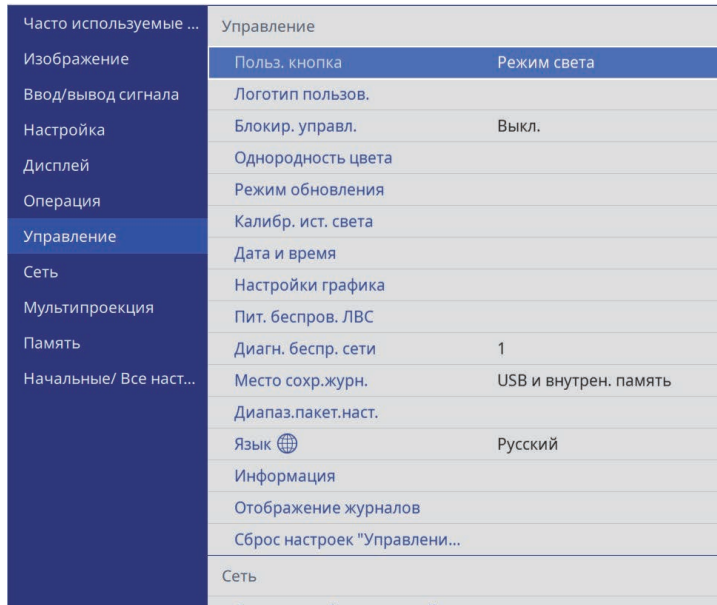 Часто используемые ...
Изображение
Ввод/вывод сигнала
Настройка
Дисплей
Операция
Управление
Сеть
Мультипроекция
Память
Начальные/ Все наст...
Управление
Польз. кнопка Режим света
Логотип пользов.
Блокир. управл. Выкл.
Однородность цвета
Режим обновления
Калибр. ист. света
Дата и время
Настройки графика
Пит. беспров. ЛВС
Диагн. беспр. сети 1
Место сохр.журн. USB и внутрен. память
Диапаз.пакет.наст.
Язык Русский
Информация
Отображение журналов
Сброс настроек "Управлени...
Сеть